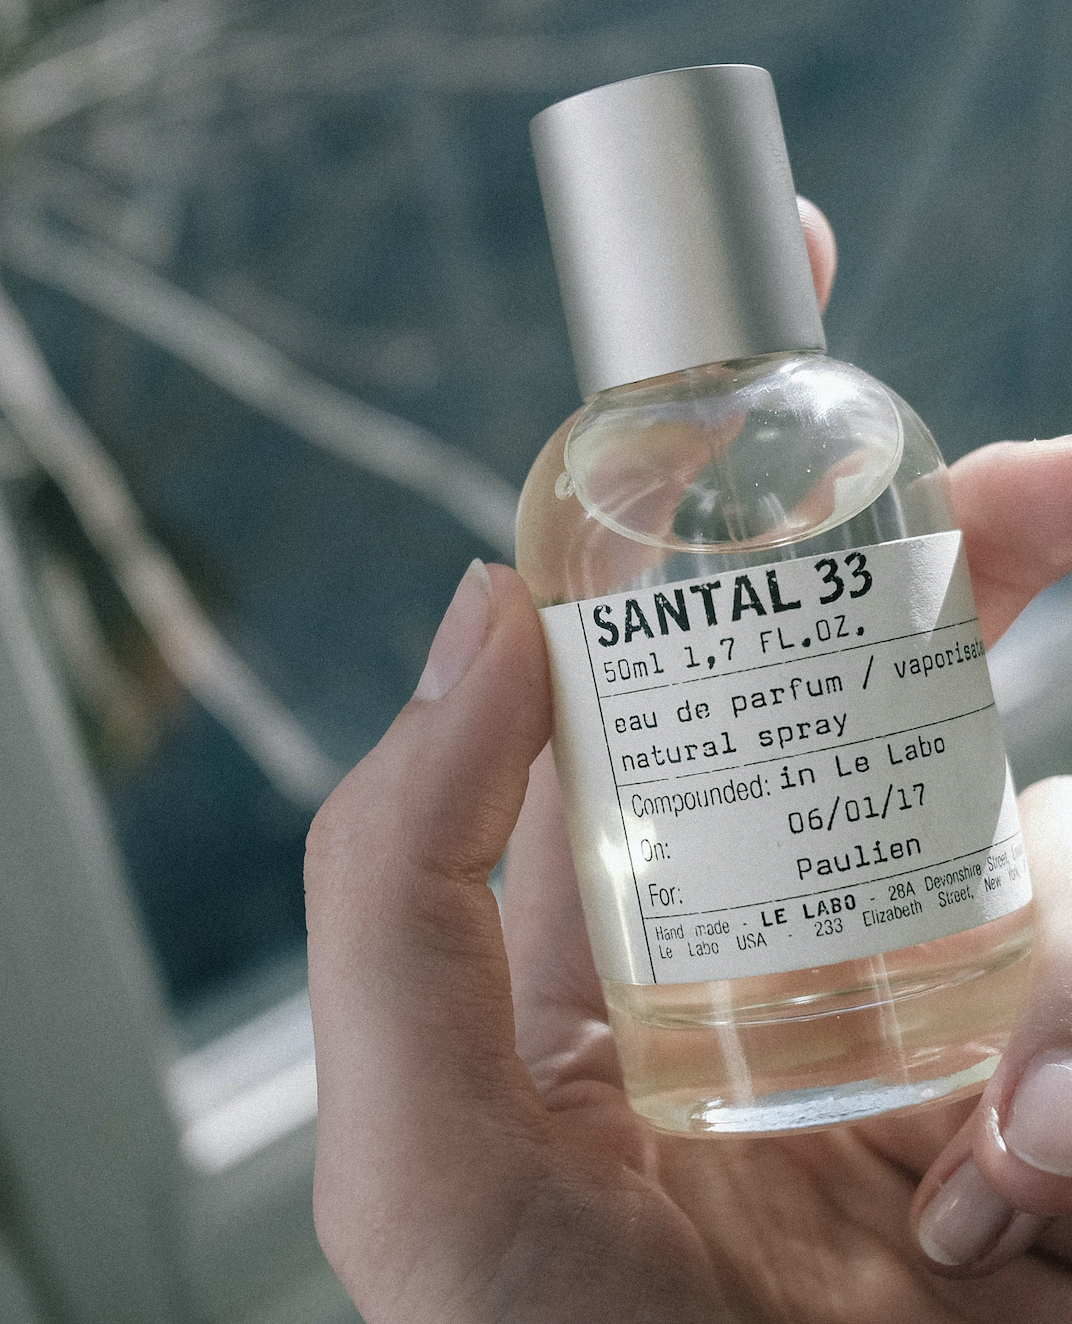 SANTAL 33
50ml 1,7 FL.OZ.
eau de parfum / vaporisat
natural spray
Compounded: in Le Labo
On: 06/01/17
For: Paulien
Hand made - LE LABO - 28A Devonshire Street,
Le Labo USA - 233 Elizabeth Street, New York,